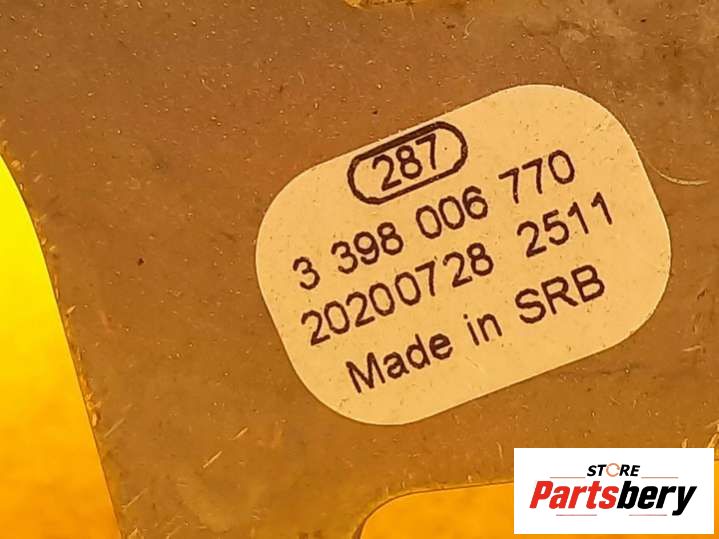 287
3 398 006 770
20200728 2511
Made in SRB
STORE
Partsbery